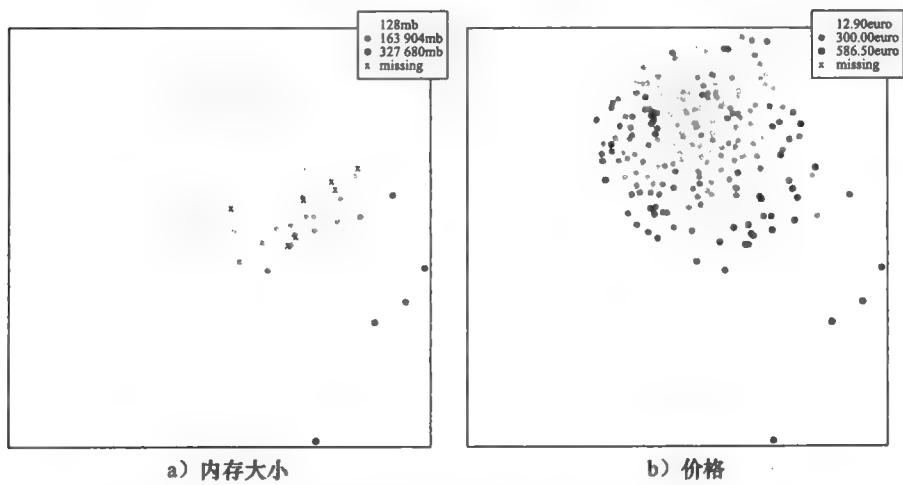 128mb
163 904mb
327 680mb
x missing
12.90euro
300.00euro
586.50euro
x missing
a）内存大小
b）价格